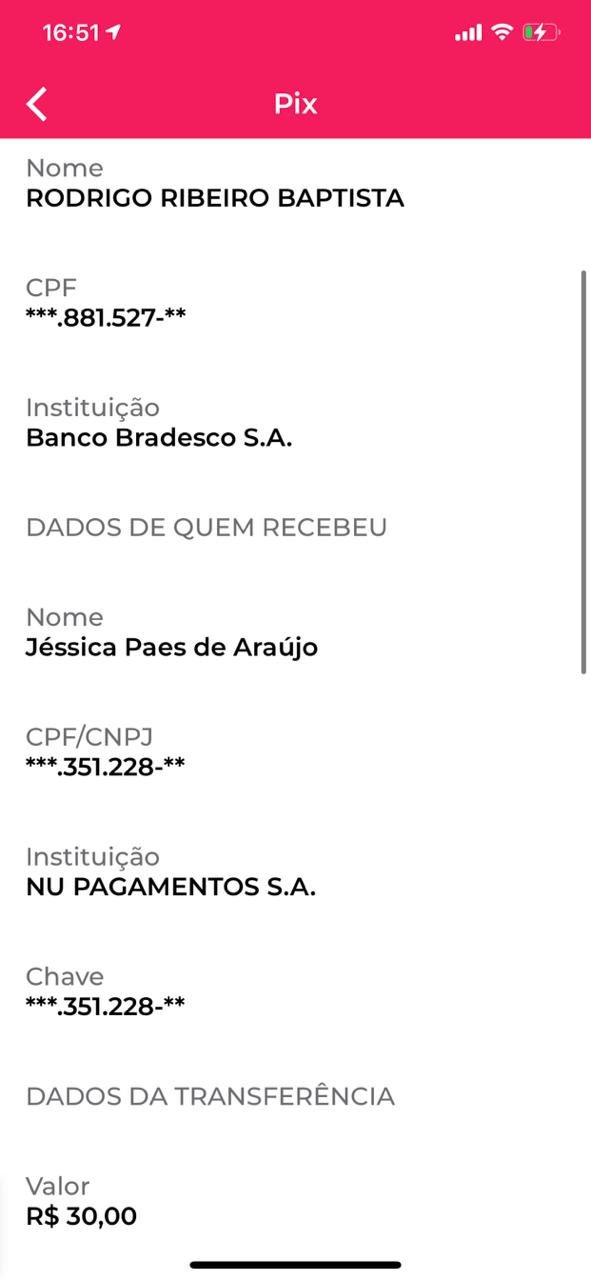 16:51
Pix
Nome
RODRIGO RIBEIRO BAPTISTA
CPF
***.881.527-**
Instituição
Banco Bradesco S.A.
DADOS DE QUEM RECEBEU
Nome
Jéssica Paes de Araújo
CPF/CNPJ
***.351.228-**
Instituição
NU PAGAMENTOS S.A.
Chave
***.351.228-**
DADOS DA TRANSFERÊNCIA
Valor
R$ 30,00